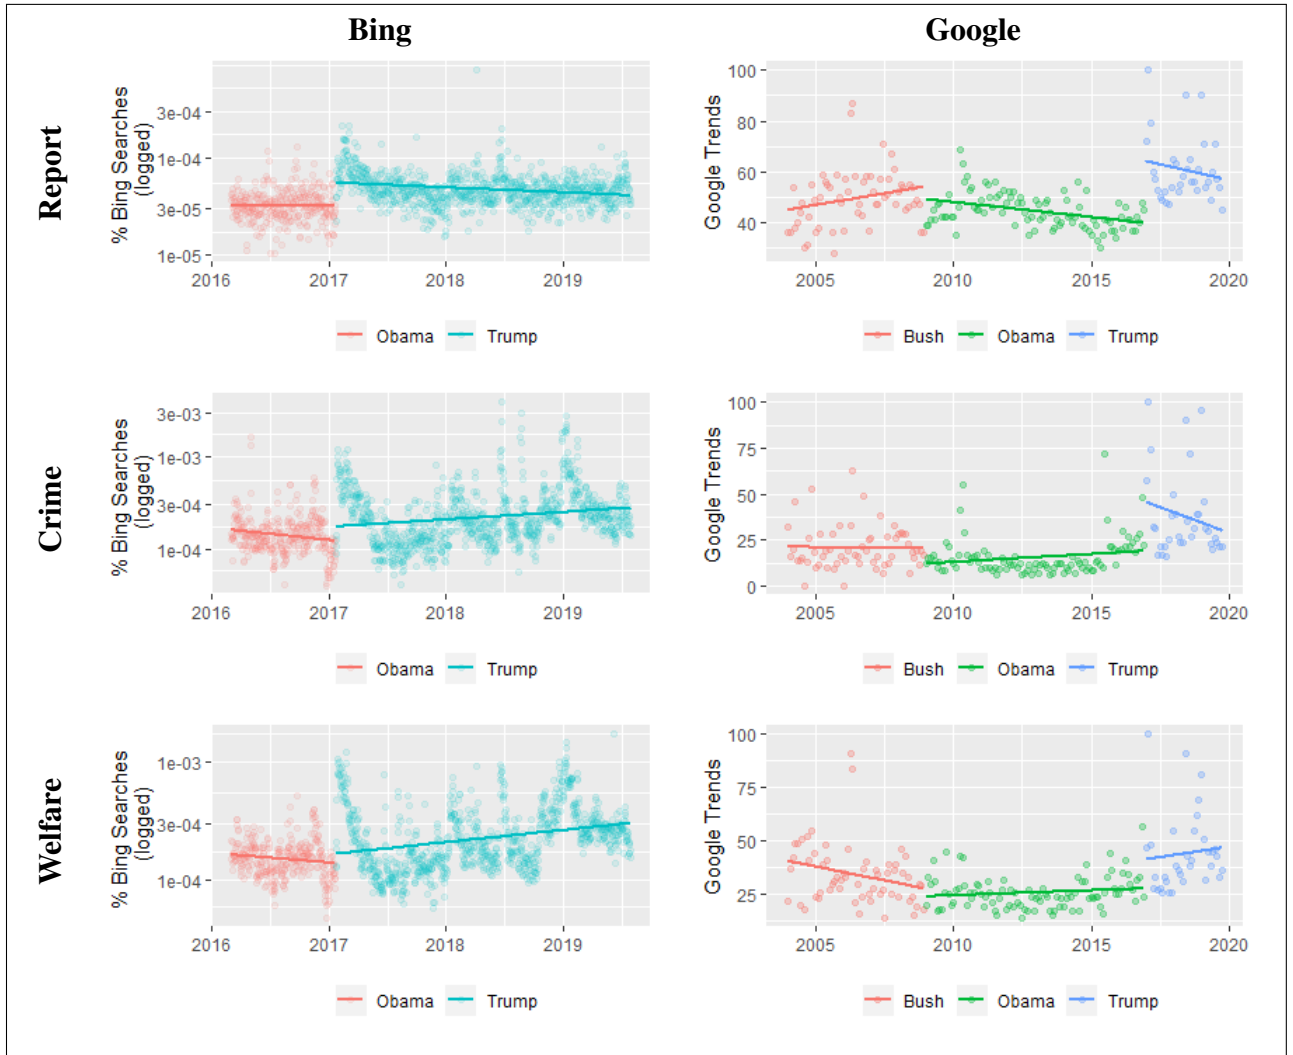 Bing Google
Report
% Bing Searches
(logged)
3e-04
1e-04
3e-05
1e-05
2016 2017 2018 2019
Obama Trump
Google Trends
100
80
60
40
2005 2010 2015 2020
Bush Obama Trump
Crime
% Bing Searches
(logged)
3e-03
1e-03
3e-04
1e-04
2016 2017 2018 2019
Obama Trump
Google Trends
100
75
50
25
0
2005 2010 2015 2020
Bush Obama Trump
Welfare
% Bing Searches
(logged)
1e-03
3e-04
1e-04
2016 2017 2018 2019
Obama Trump
Google Trends
100
75
50
25
2005 2010 2015 2020
Bush Obama Trump